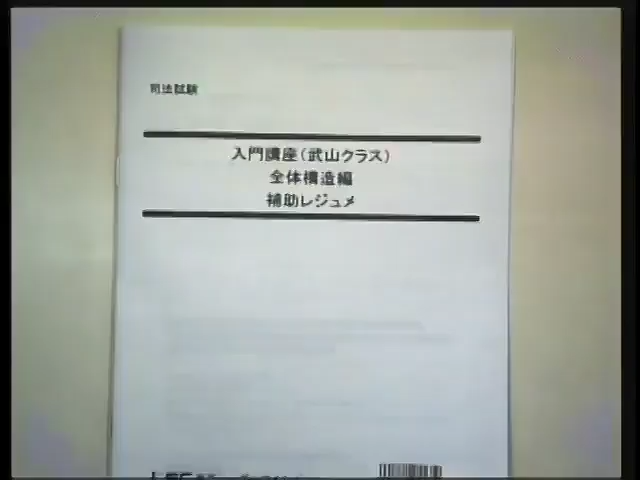 司法試験
入門講座(武山クラス)
全体構造編
補助レジュメ